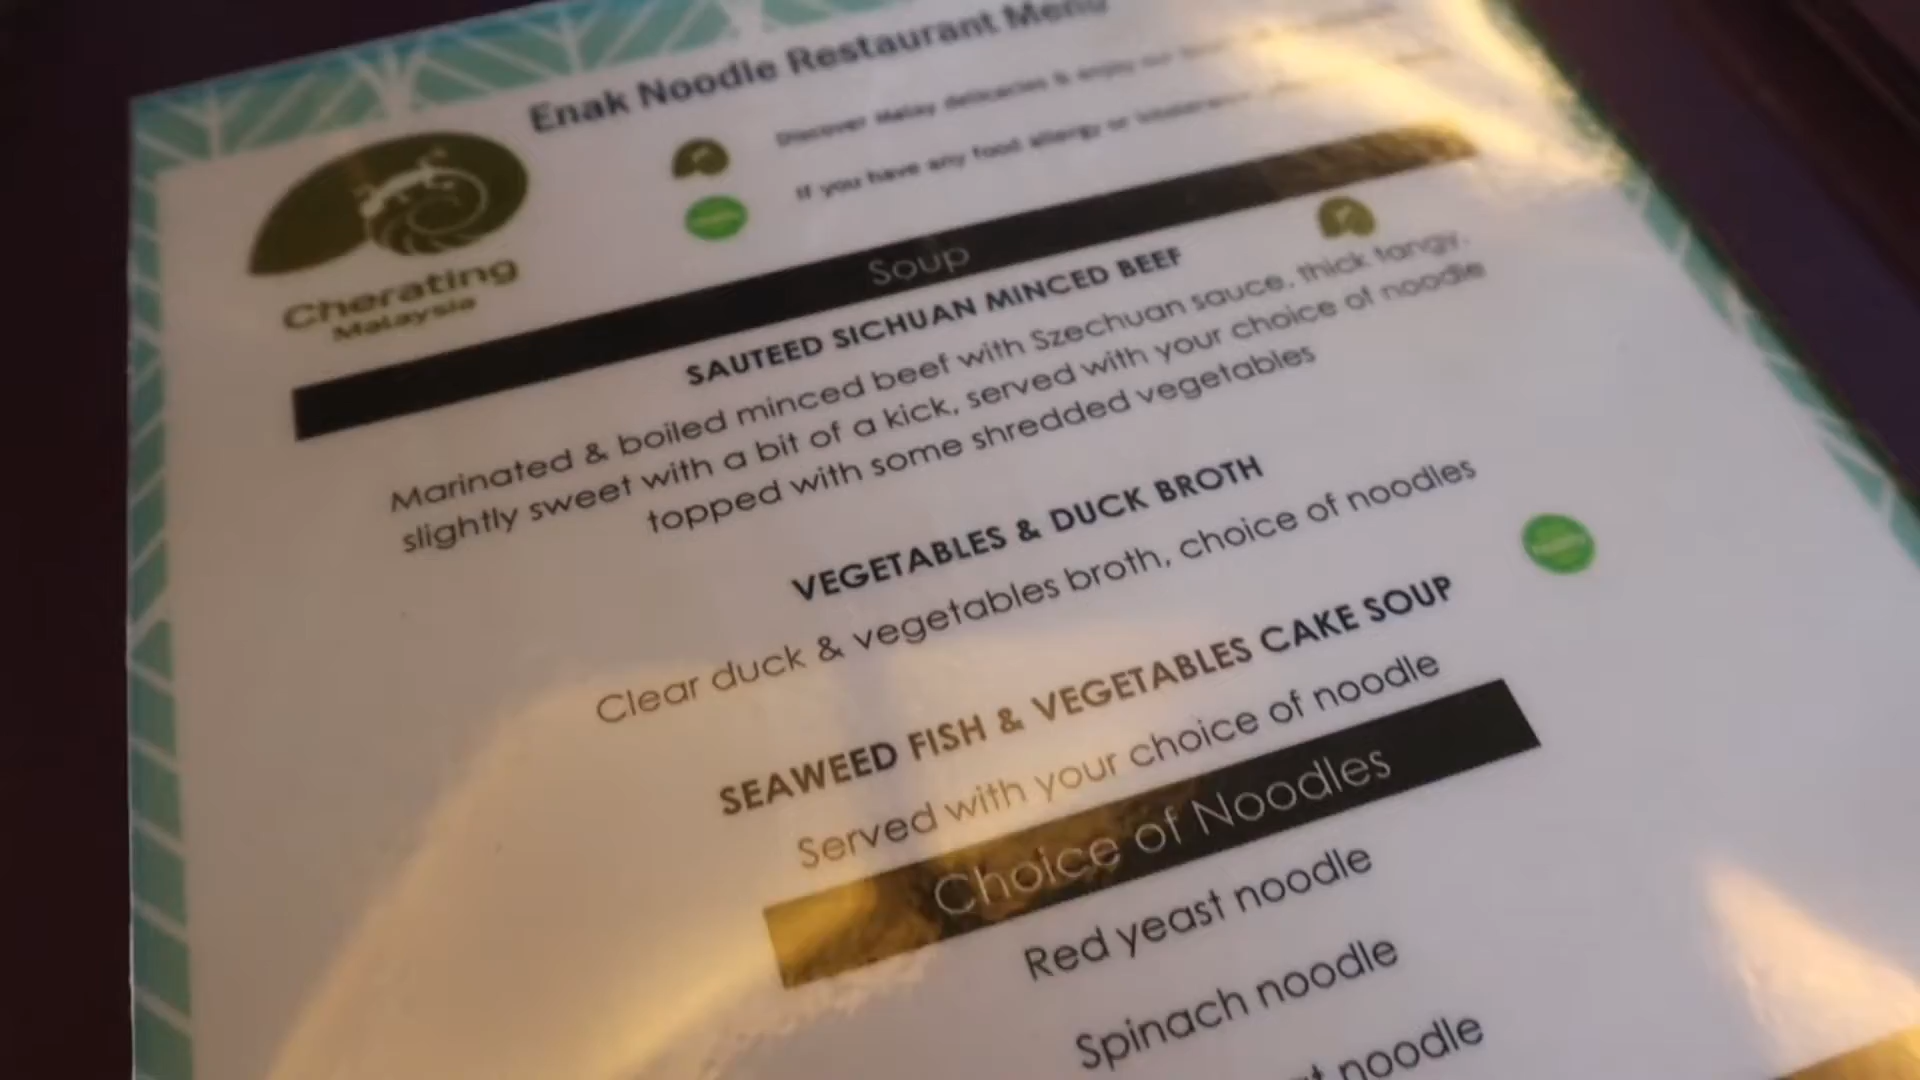 Enak Noodle Restaurant Menu
Discover Malay delicacies & enjoy our
If you have any food allergy or intolerance
Cherating
Malaysia
Soup
SAUTEED SICHUAN MINCED BEEF
Marinated & boiled minced beef with Szechuan sauce, thick tangy,
slightly sweet with a bit of a kick, served with your choice of noodle
topped with some shredded vegetables
VEGETABLES & DUCK BROTH
Clear duck & vegetables broth, choice of noodles
SEAWEED FISH & VEGETABLES CAKE SOUP
Served with your choice of noodle
Choice of Noodles
Red yeast noodle
Spinach noodle
noodle